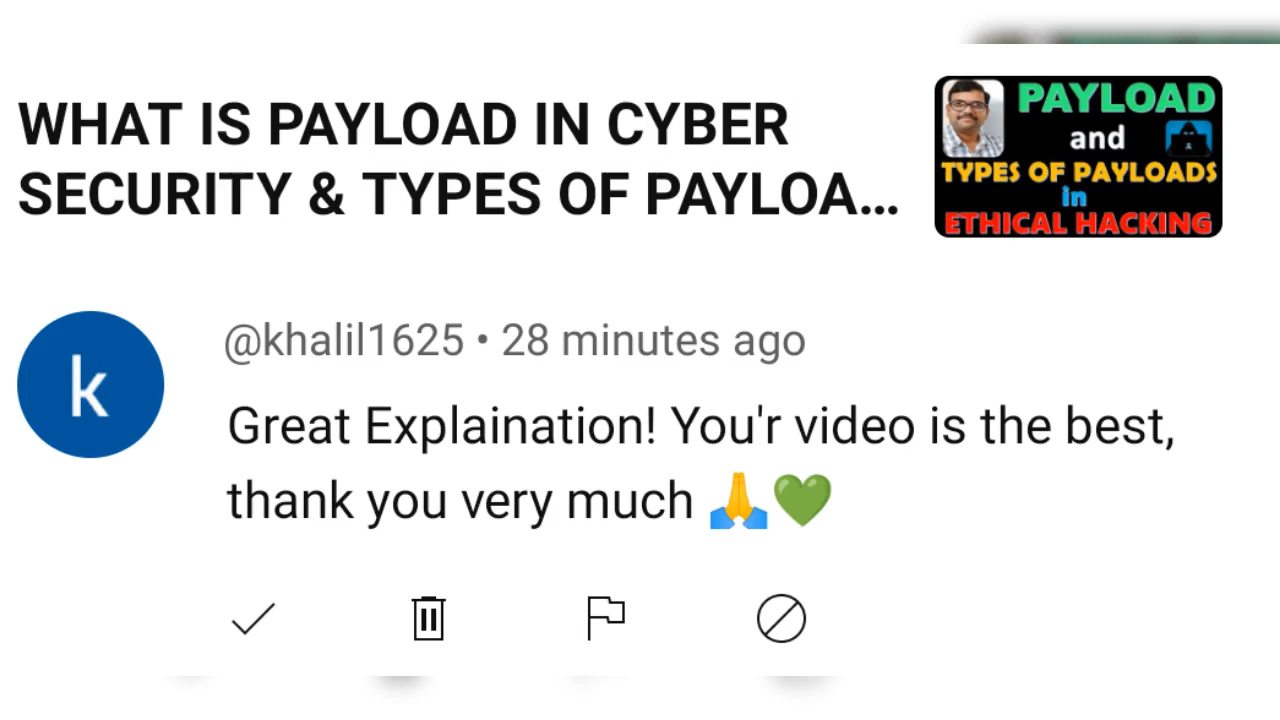 WHAT IS PAYLOAD IN CYBER
SECURITY & TYPES OF PAYLOA...
PAYLOAD
and
TYPES OF PAYLOADS
in
ETHICAL HACKING
k
@khalil1625 • 28 minutes ago
Great Explaination! You'r video is the best,
thank you very much 🙏💚